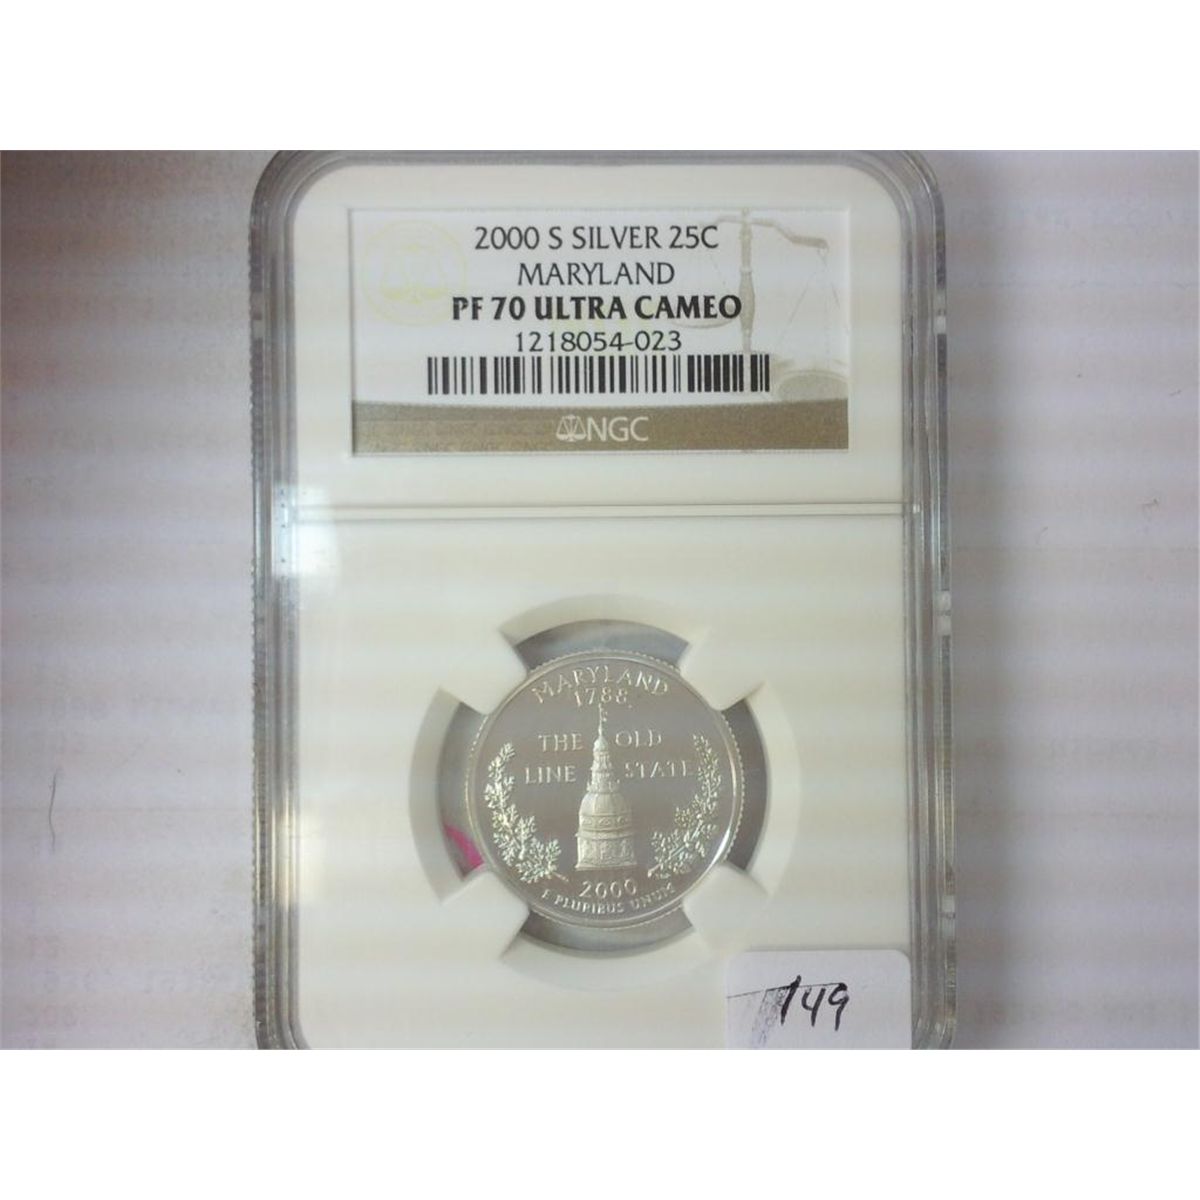 2000 S SILVER 25C
MARYLAND
PF 70 ULTRA CAMEO
1218054-023
NGC
MARYLAND
1788
THE OLD
LINE STATE
2000
E PLURIBUS UNUM
149